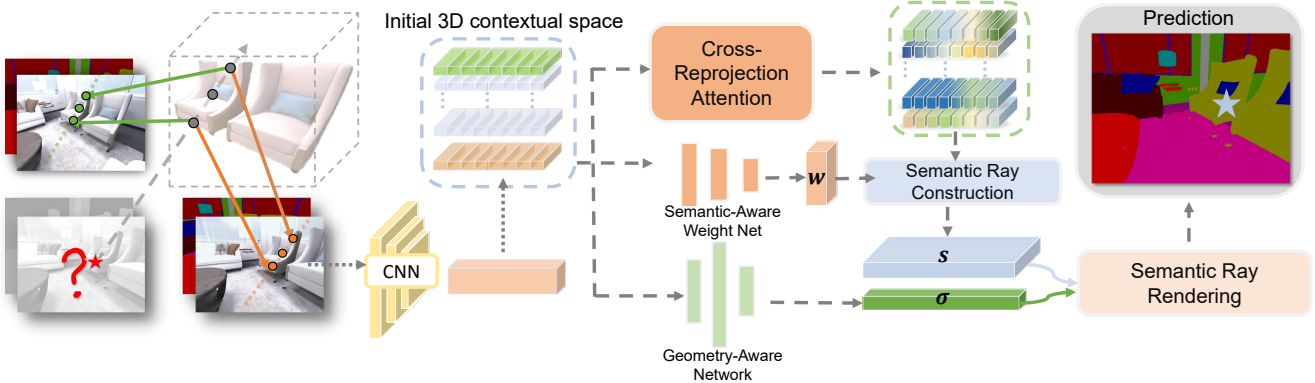 Initial 3D contextual space
Cross-
Reprojection
Attention
Prediction
?
Semantic-Aware
Weight Net
w
Semantic Ray
Construction
CNN
s
σ
Semantic Ray
Rendering
Geometry-Aware
Network